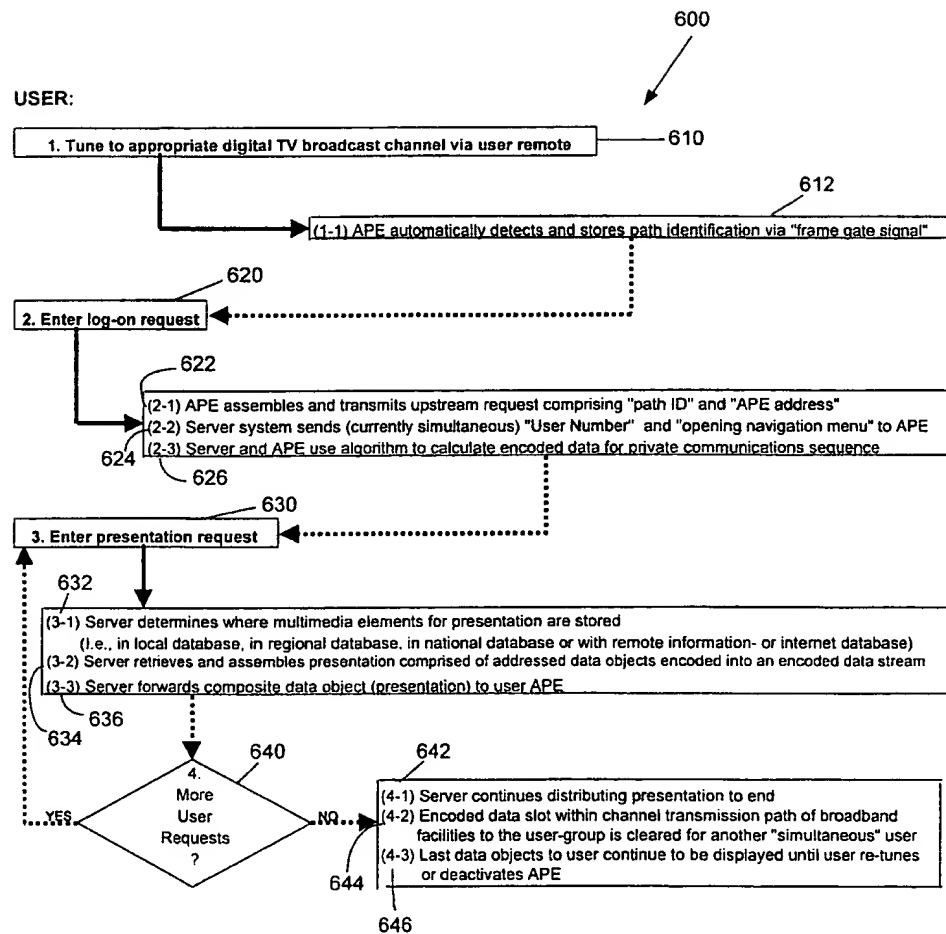 600
USER:
1. Tune to appropriate digital TV broadcast channel via user remote
610
612
(1-1) APE automatically detects and stores path identification via "frame gate signal"
620
2. Enter log-on request
622
(2-1) APE assembles and transmits upstream request comprising "path ID" and "APE address"
(2-2) Server system sends (currently simultaneous) "User Number" and "opening navigation menu" to APE
624
(2-3) Server and APE use algorithm to calculate encoded data for private communications sequence
626
630
3. Enter presentation request
632
(3-1) Server determines where multimedia elements for presentation are stored
(I.e., in local database, in regional database, in national database or with remote information- or internet database)
(3-2) Server retrieves and assembles presentation comprised of addressed data objects encoded into an encoded data stream
(3-3) Server forwards composite data object (presentation) to user APE
634
636
640
4.
More
User
Requests
?
YES
NO
642
(4-1) Server continues distributing presentation to end
(4-2) Encoded data slot within channel transmission path of broadband
facilities to the user-group is cleared for another "simultaneous" user
644
(4-3) Last data objects to user continue to be displayed until user re-tunes
or deactivates APE
646